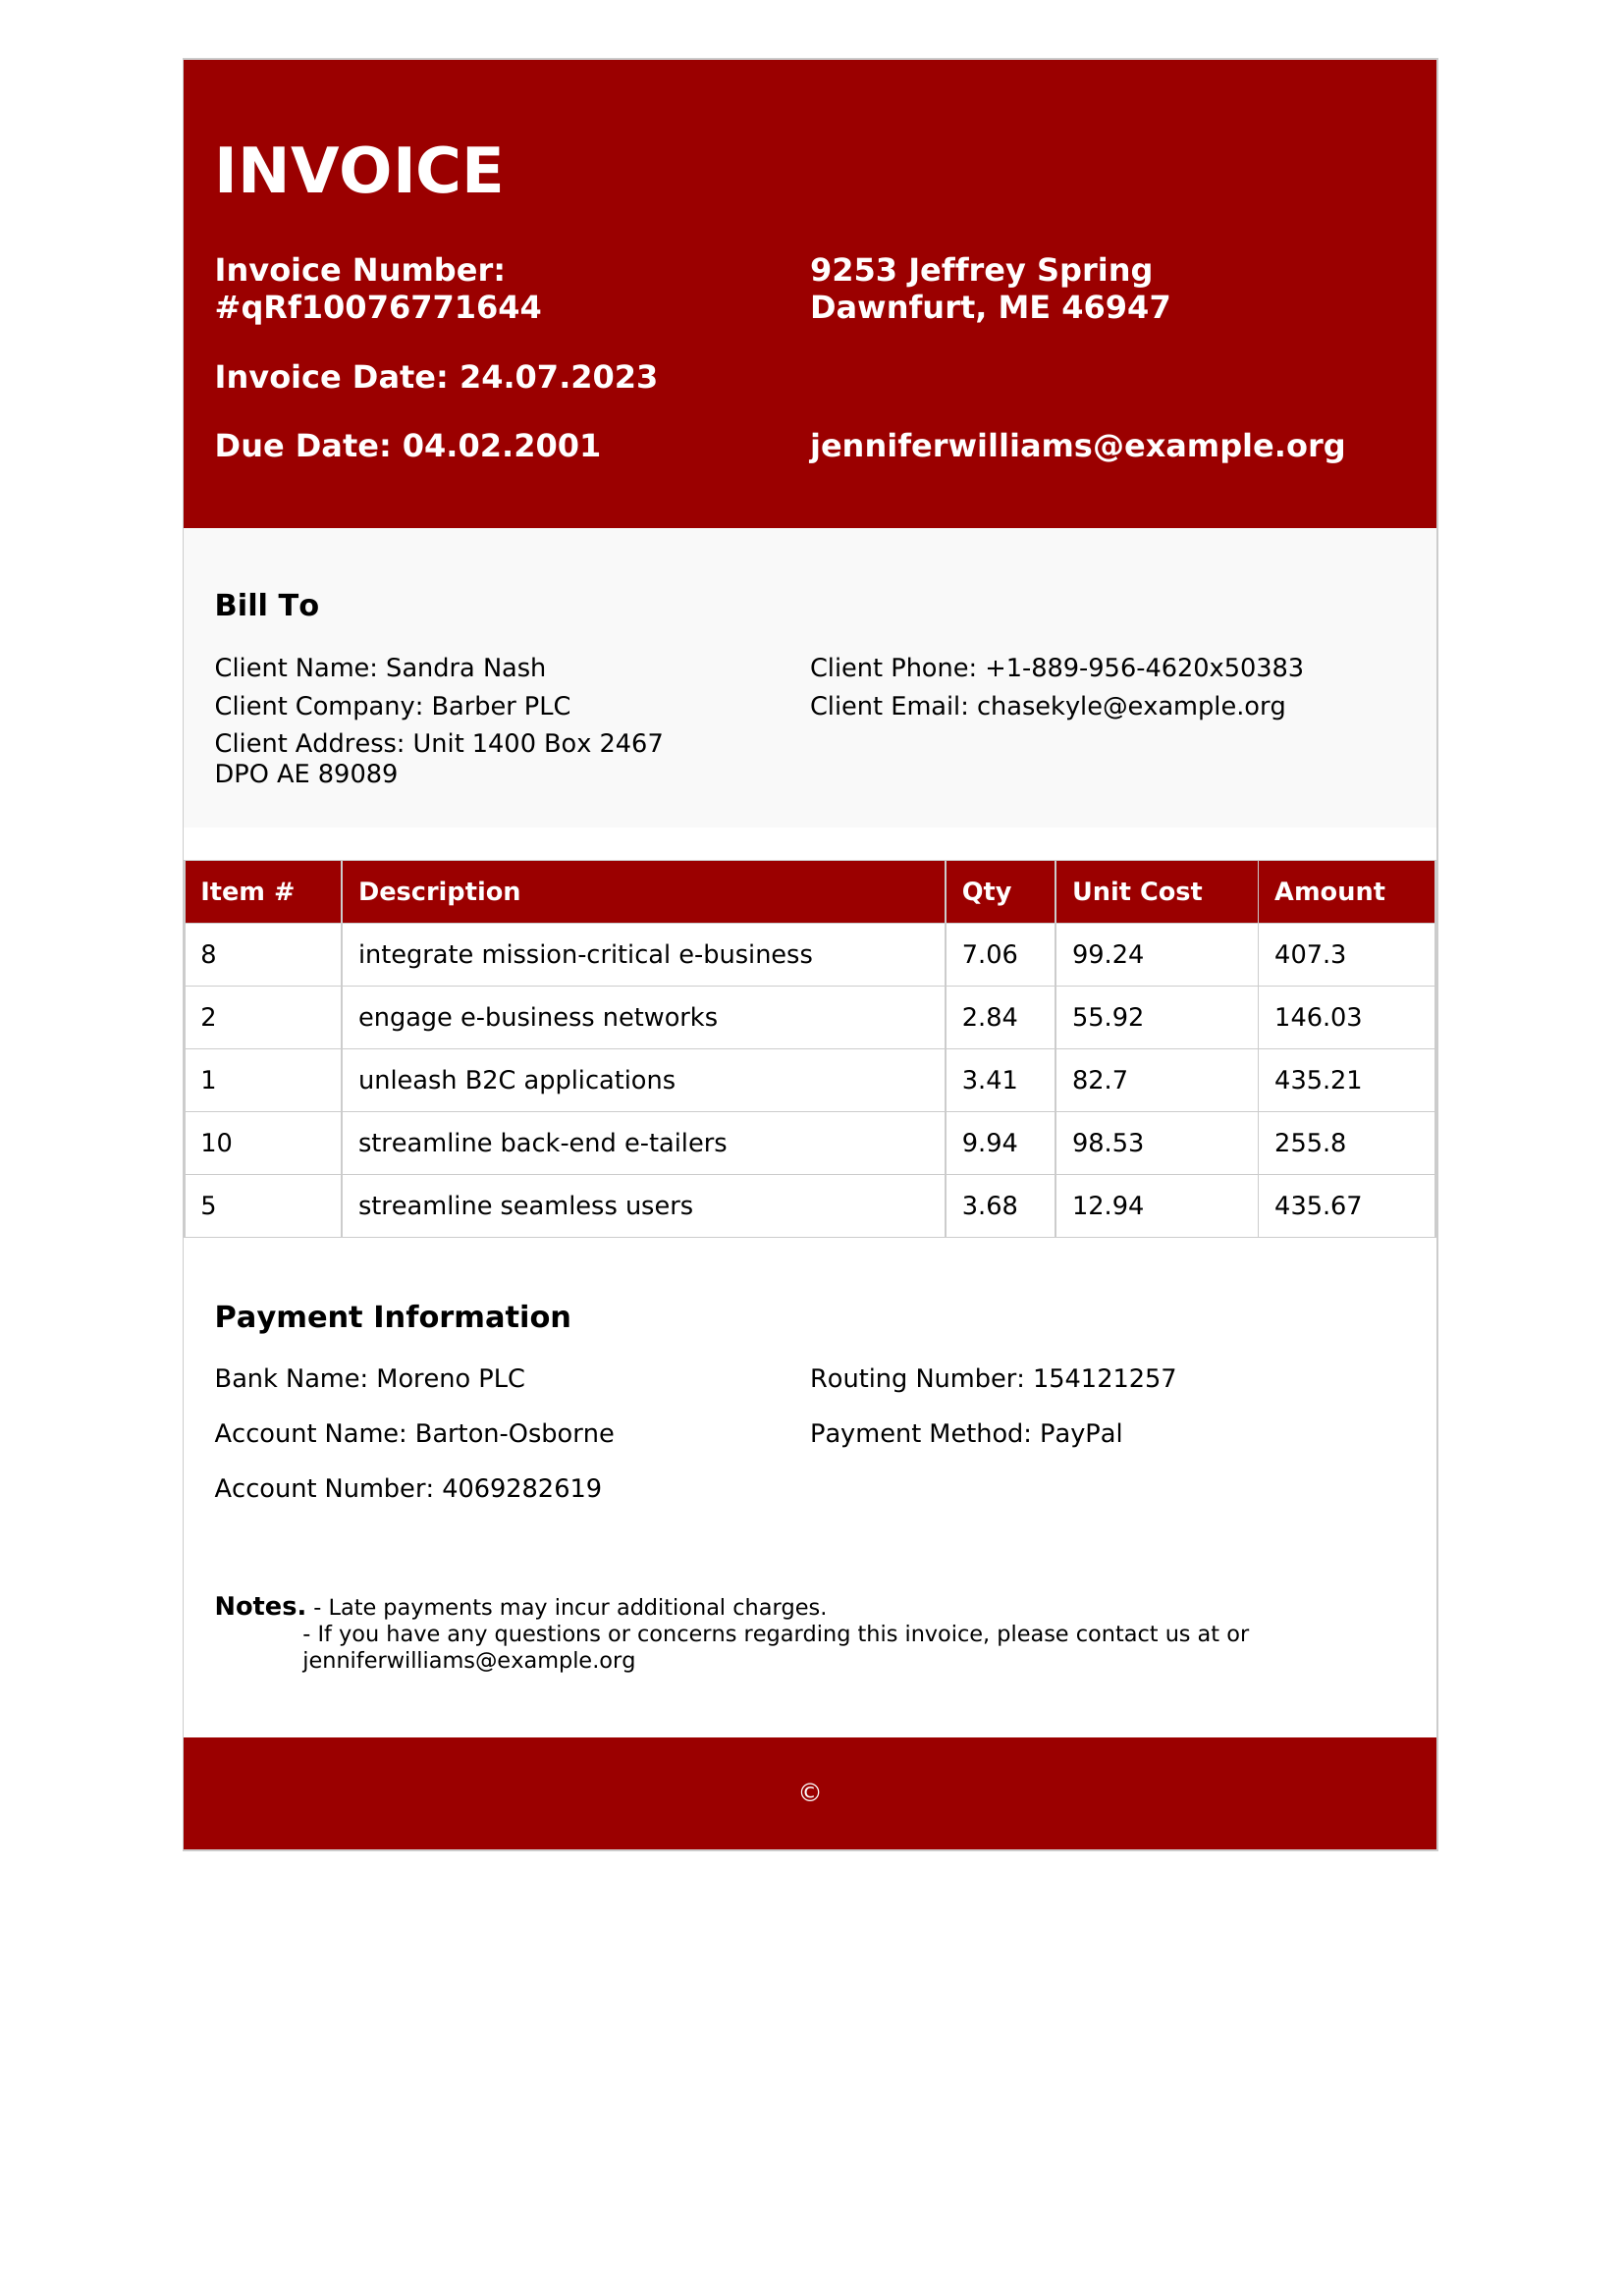 INVOICE
Invoice Number:
#qRf10076771644
Invoice Date: 24.07.2023
Due Date: 04.02.2001
9253 Jeffrey Spring
Dawnfurt, ME 46947
jenniferwilliams@example.org
Bill To
Client Name: Sandra Nash
Client Company: Barber PLC
Client Address: Unit 1400 Box 2467
DPO AE 89089
Client Phone: +1-889-956-4620x50383
Client Email: chasekyle@example.org
Item # Description Qty Unit Cost Amount
8 integrate mission-critical e-business 7.06 99.24 407.3
2 engage e-business networks 2.84 55.92 146.03
1 unleash B2C applications 3.41 82.7 435.21
10 streamline back-end e-tailers 9.94 98.53 255.8
5 streamline seamless users 3.68 12.94 435.67
Payment Information
Bank Name: Moreno PLC
Account Name: Barton-Osborne
Account Number: 4069282619
Routing Number: 154121257
Payment Method: PayPal
Notes. - Late payments may incur additional charges.
- If you have any questions or concerns regarding this invoice, please contact us at or
jenniferwilliams@example.org
©